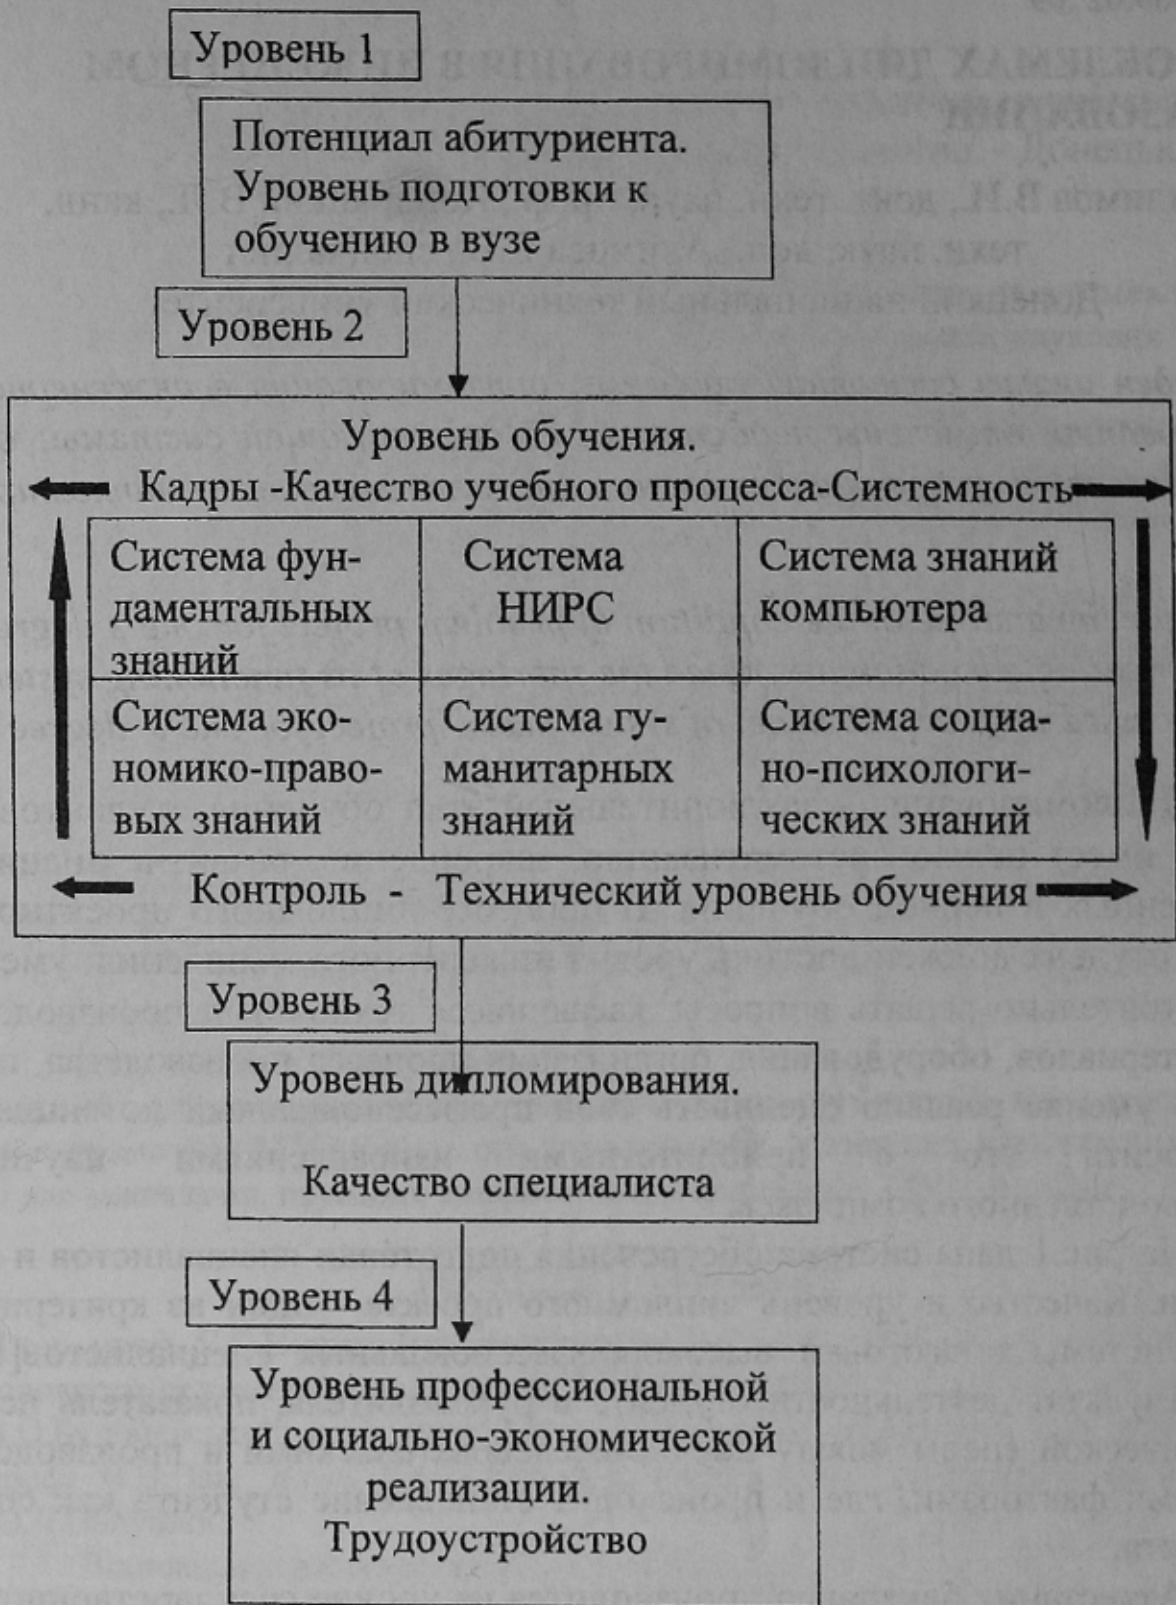 Уровень 1
Потенциал абитуриента.
Уровень подготовки к
обучению в вузе
Уровень 2
Уровень обучения.
Кадры -Качество учебного процесса-Системность
Система фун-
даментальных
знаний
Система
НИРС
Система знаний
компьютера
Система эко-
номико-право-
вых знаний
Система гу-
манитарных
знаний
Система социа-
но-психологи-
ческих знаний
Контроль - Технический уровень обучения
Уровень 3
Уровень дипломирования.
Качество специалиста
Уровень 4
Уровень профессиональной
и социально-экономической
реализации.
Трудоустройство